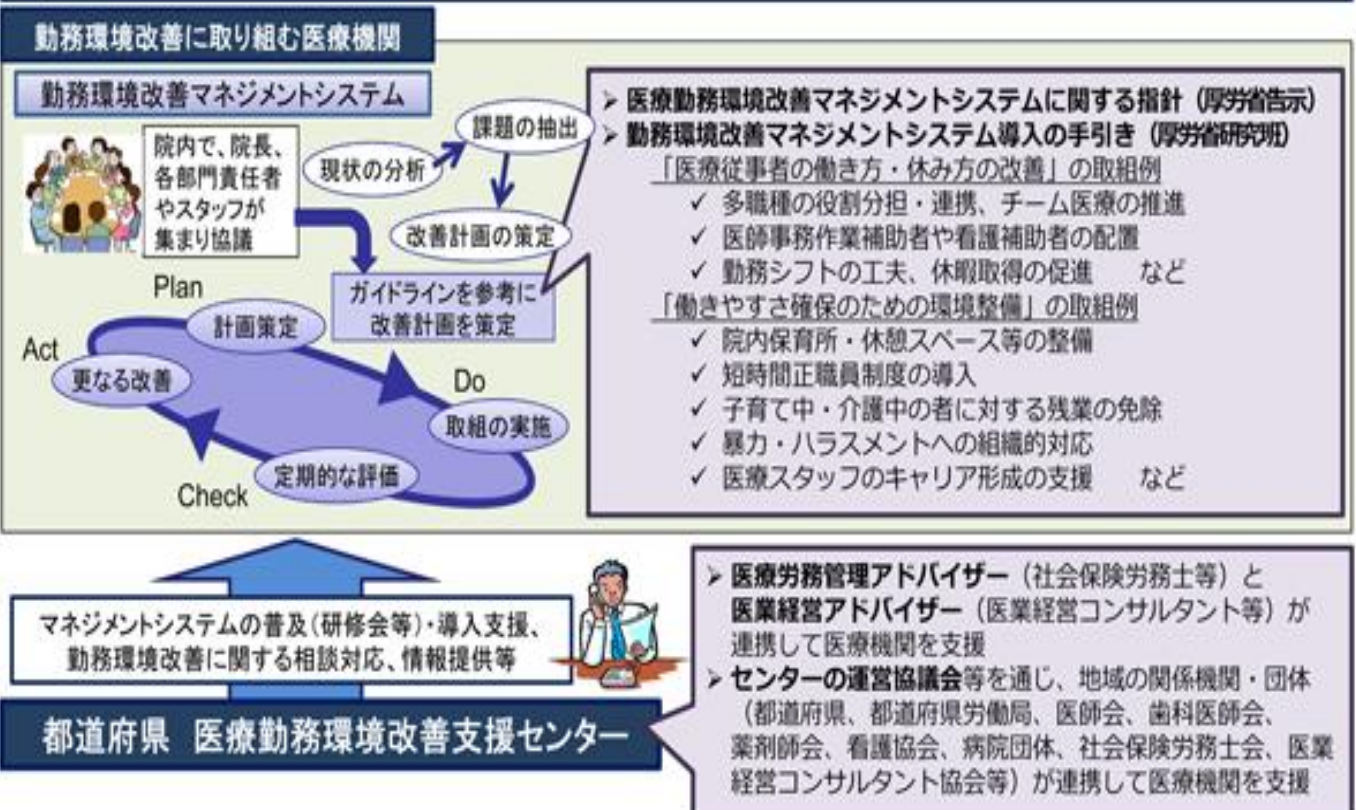 勤務環境改善に取り組む医療機関
勤務環境改善マネジメントシステム
院内で、院長、
各部門責任者
やスタッフが
集まり協議
現状の分析
課題の抽出
改善計画の策定
ガイドラインを参考に
改善計画を策定
Plan
計画策定
Act
更なる改善
Do
取組の実施
定期的な評価
Check
➢ 医療勤務環境改善マネジメントシステムに関する指針（厚労省告示）
➢ 勤務環境改善マネジメントシステム導入の手引き（厚労省研究班）
「医療従事者の働き方・休み方の改善」の取組例
✓ 多職種の役割分担・連携、チーム医療の推進
✓ 医師事務作業補助者や看護補助者の配置
✓ 勤務シフトの工夫、休暇取得の促進　など
「働きやすさ確保のための環境整備」の取組例
✓ 院内保育所・休憩スペース等の整備
✓ 短時間正職員制度の導入
✓ 子育て中・介護中の者に対する残業の免除
✓ 暴力・ハラスメントへの組織的対応
✓ 医療スタッフのキャリア形成の支援　など
マネジメントシステムの普及（研修会等）・導入支援、
勤務環境改善に関する相談対応、情報提供等
都道府県　医療勤務環境改善支援センター
➢ 医療労務管理アドバイザー（社会保険労務士等）と
医業経営アドバイザー（医業経営コンサルタント等）が
連携して医療機関を支援
➢ センターの運営協議会等を通じ、地域の関係機関・団体
（都道府県、都道府県労働局、医師会、歯科医師会、
薬剤師会、看護協会、病院団体、社会保険労務士会、医業
経営コンサルタント協会等）が連携して医療機関を支援